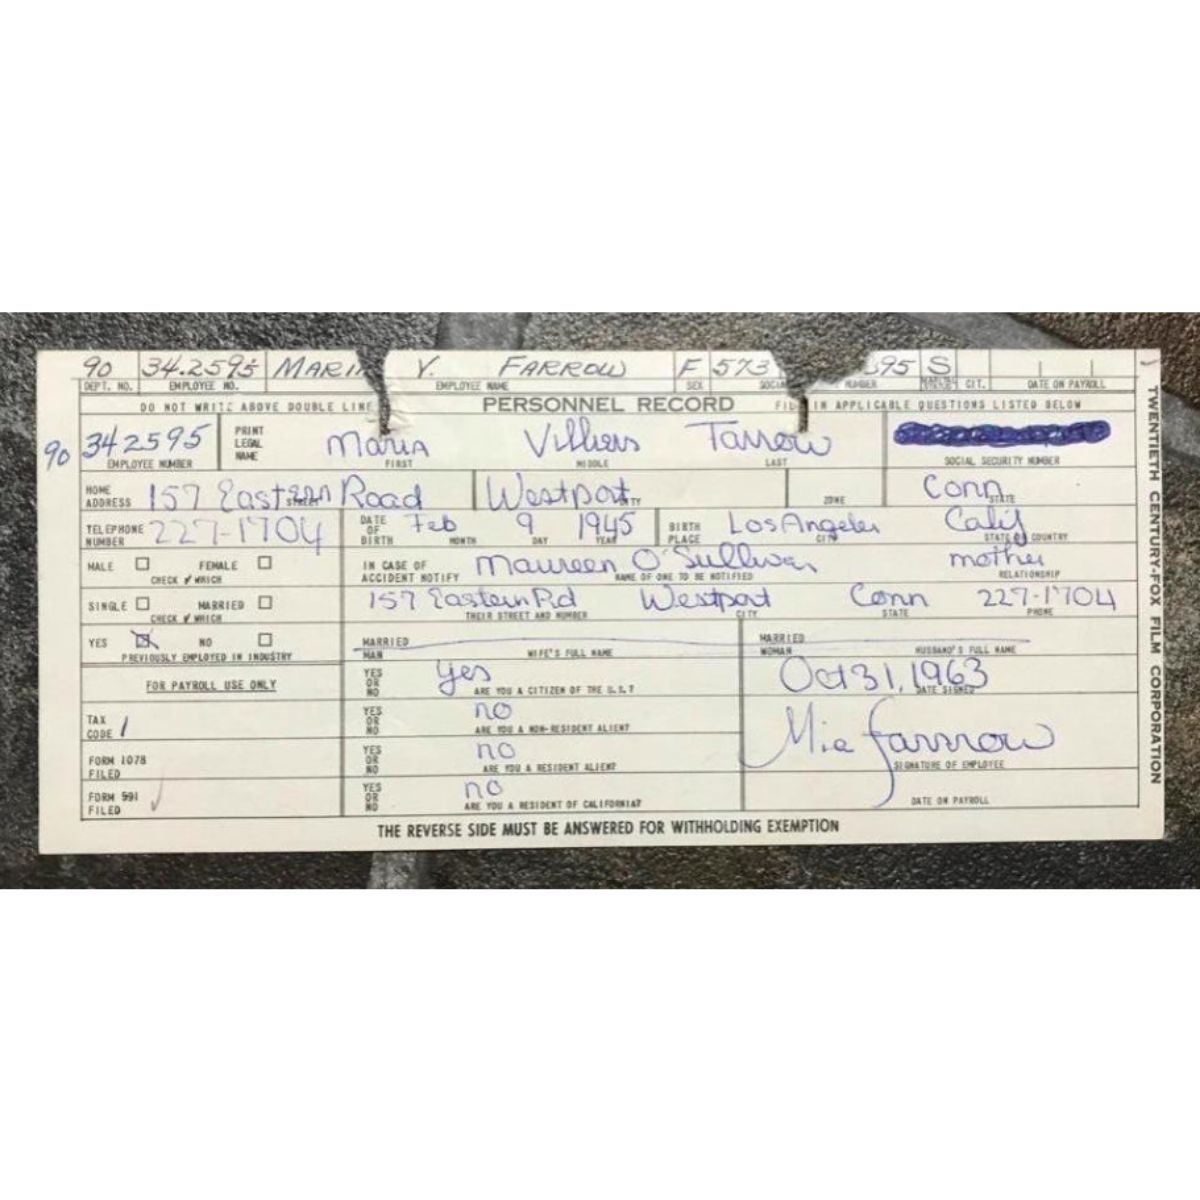 90 34.2595 V. FARROW F S
DEPT. NO. EMPLOYEE NO. EMPLOYEE NAME SEX NUMBER CIT. DATE ON PAYROLL
DO NOT WRITE ABOVE DOUBLE LINE PERSONNEL RECORD IN APPLICABLE QUESTIONS LISTED BELOW
90 342595 PRINT LEGAL NAME Maria Villiers Farrow
EMPLOYEE NUMBER FIRST MIDDLE LAST SOCIAL SECURITY NUMBER
HOME ADDRESS 157 Eastern Road Westport Conn
STREET CITY ZONE STATE
TELEPHONE NUMBER 227-1704 DATE OF BIRTH Feb 9 1945 BIRTH PLACE Los Angeles Calif
MONTH DAY YEAR CITY STATE OR COUNTRY
MALE FEMALE IN CASE OF ACCIDENT NOTIFY Maureen O'Sullivan mother
CHECK ✓ WHICH NAME OF ONE TO BE NOTIFIED RELATIONSHIP
SINGLE MARRIED 157 Eastern Rd Westport Conn 227-1704
CHECK ✓ WHICH THEIR STREET AND NUMBER CITY STATE PHONE
YES NO MARRIED MAN WIFE'S FULL NAME MARRIED WOMAN HUSBAND'S FULL NAME
PREVIOUSLY EMPLOYED IN INDUSTRY
FOR PAYROLL USE ONLY YES OR NO yes ARE YOU A CITIZEN OF THE U.S.? Oct 31, 1963 DATE SIGNED
TAX CODE 1 YES OR NO no ARE YOU A NON-RESIDENT ALIEN? Mia Farrow
FORM 1078 FILED YES OR NO no ARE YOU A RESIDENT ALIEN? SIGNATURE OF EMPLOYEE
FORM 591 FILED ✓ YES OR NO no ARE YOU A RESIDENT OF CALIFORNIA? DATE ON PAYROLL
THE REVERSE SIDE MUST BE ANSWERED FOR WITHHOLDING EXEMPTION
TWENTIETH CENTURY-FOX FILM CORPORATION